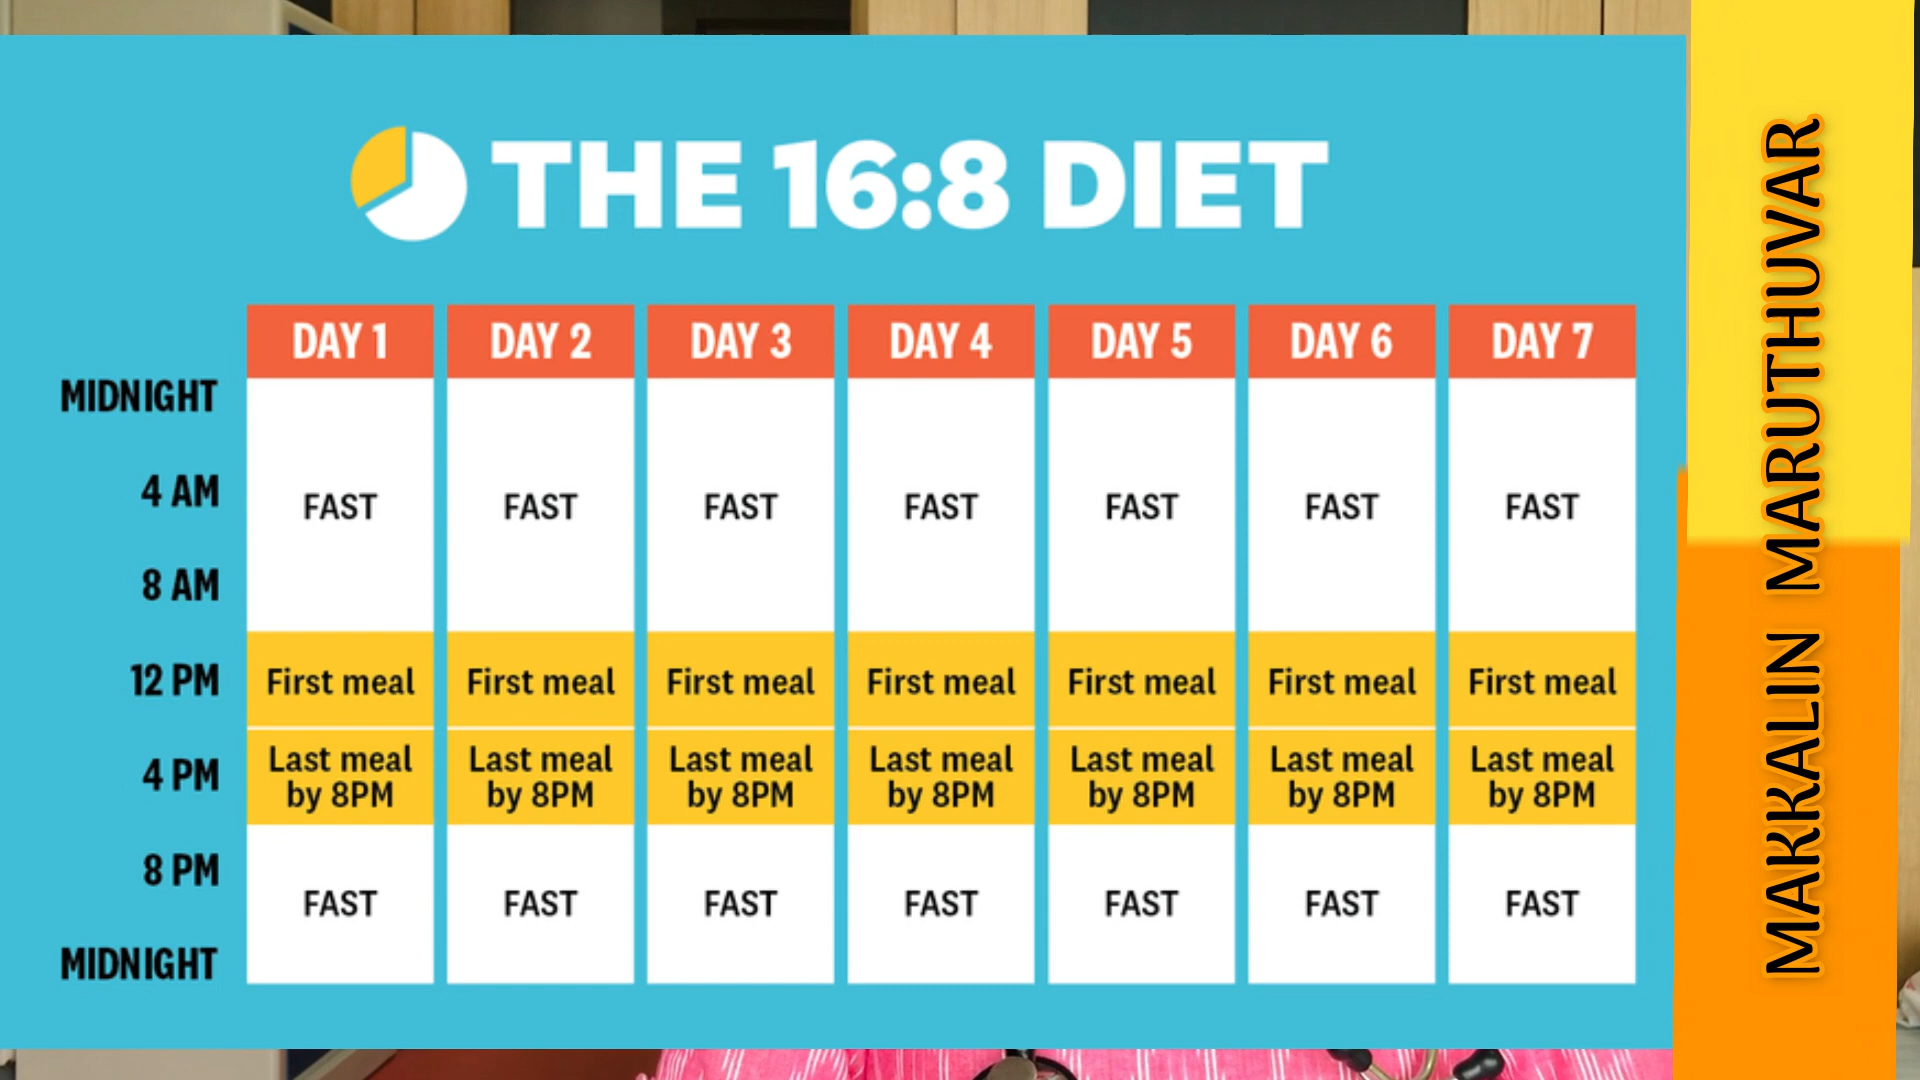 THE 16:8 DIET
DAY 1 DAY 2 DAY 3 DAY 4 DAY 5 DAY 6 DAY 7
MIDNIGHT
4 AM
FAST FAST FAST FAST FAST FAST FAST
8 AM
12 PM First meal First meal First meal First meal First meal First meal First meal
4 PM
Last meal Last meal Last meal Last meal Last meal Last meal Last meal
by 8PM by 8PM by 8PM by 8PM by 8PM by 8PM by 8PM
8 PM
FAST FAST FAST FAST FAST FAST FAST
MIDNIGHT
MAKKALIN MARUTHUVAR